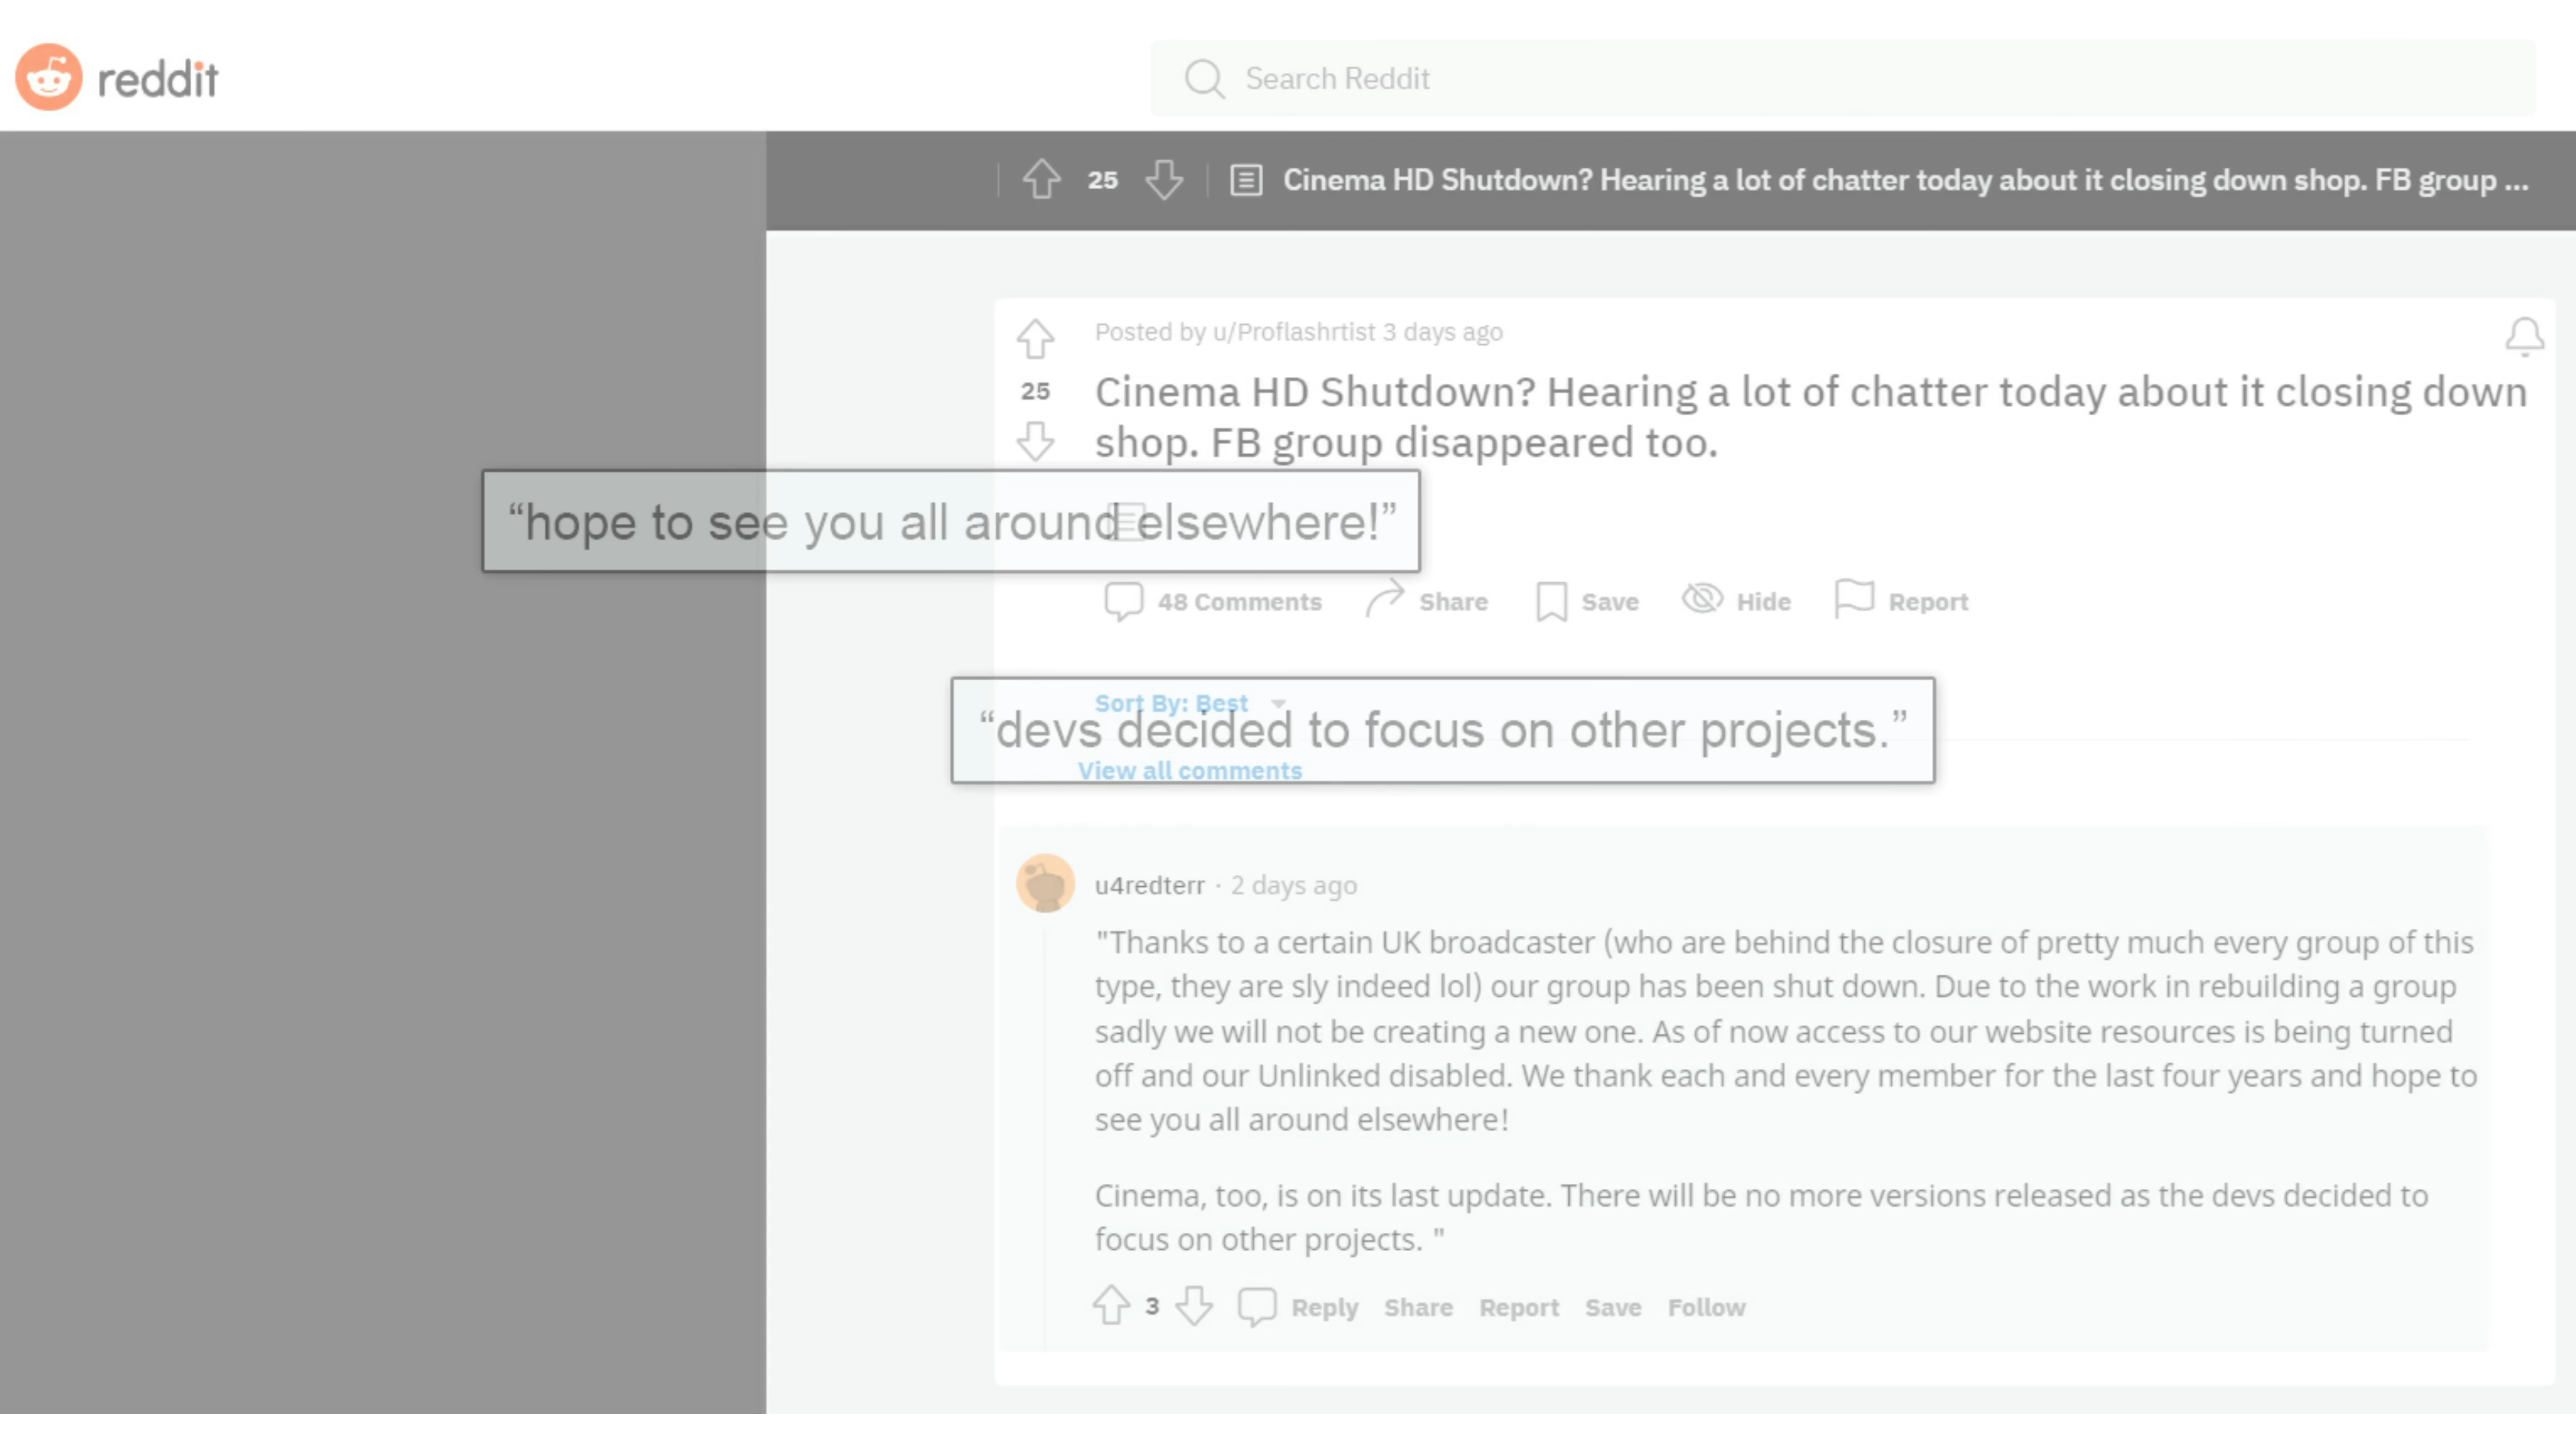 reddit
Search Reddit
25
Cinema HD Shutdown? Hearing a lot of chatter today about it closing down shop. FB group ...
Posted by u/Proflashrtist 3 days ago
25
Cinema HD Shutdown? Hearing a lot of chatter today about it closing down
shop. FB group disappeared too.
“hope to see you all around elsewhere!”
48 Comments Share Save Hide Report
Sort By: Best
“devs decided to focus on other projects.”
View all comments
u4redterr · 2 days ago
"Thanks to a certain UK broadcaster (who are behind the closure of pretty much every group of this
type, they are sly indeed lol) our group has been shut down. Due to the work in rebuilding a group
sadly we will not be creating a new one. As of now access to our website resources is being turned
off and our Unlinked disabled. We thank each and every member for the last four years and hope to
see you all around elsewhere!
Cinema, too, is on its last update. There will be no more versions released as the devs decided to
focus on other projects. "
3 Reply Share Report Save Follow